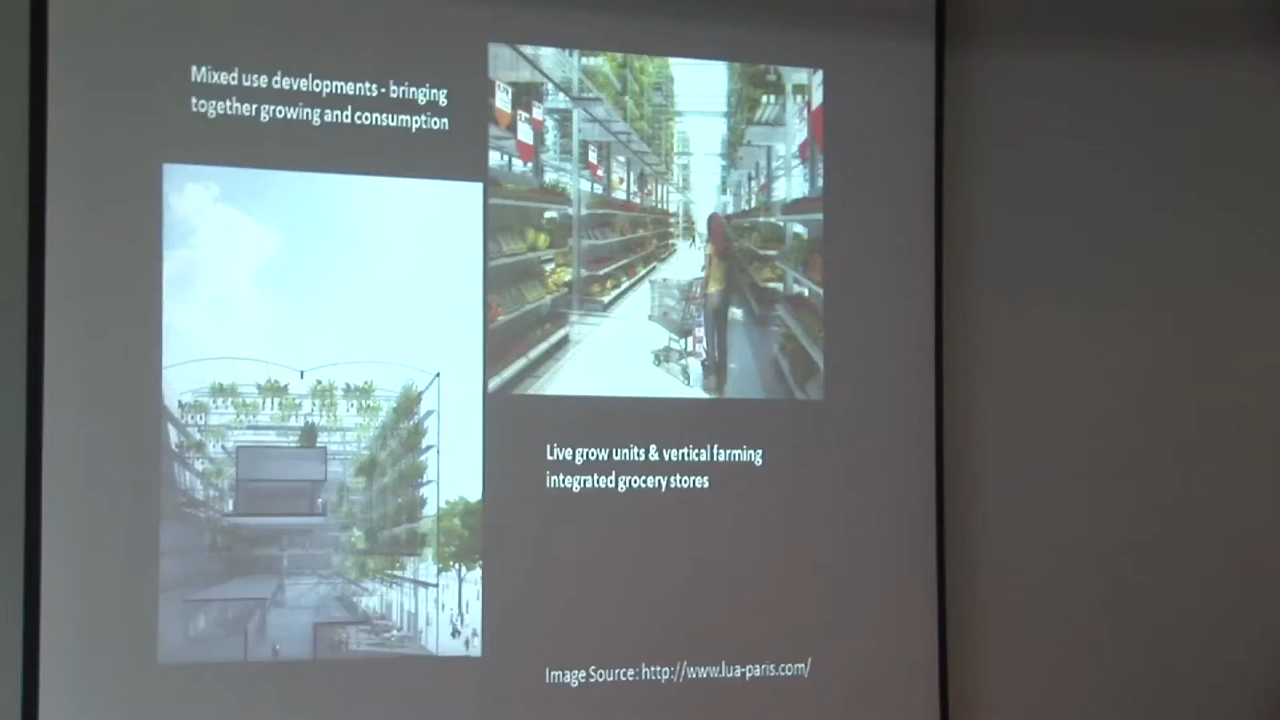 Mixed use developments - bringing
together growing and consumption
Live grow units & vertical farming
integrated grocery stores
Image Source: http://www.lua-paris.com/